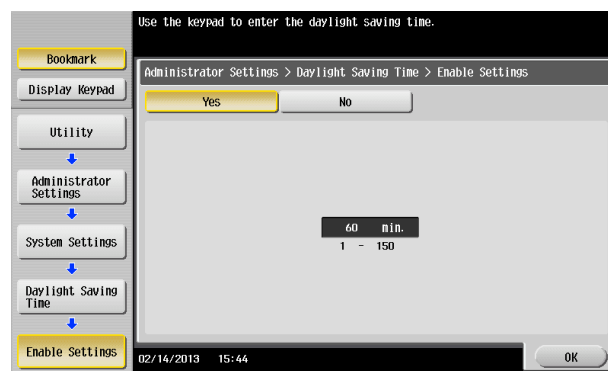 Use the keypad to enter the daylight saving time.
Bookmark
Display Keypad
Utility
Administrator
Settings
System Settings
Daylight Saving
Time
Enable Settings
Administrator Settings > Daylight Saving Time > Enable Settings
Yes No
60 min.
1 - 150
02/14/2013 15:44
OK